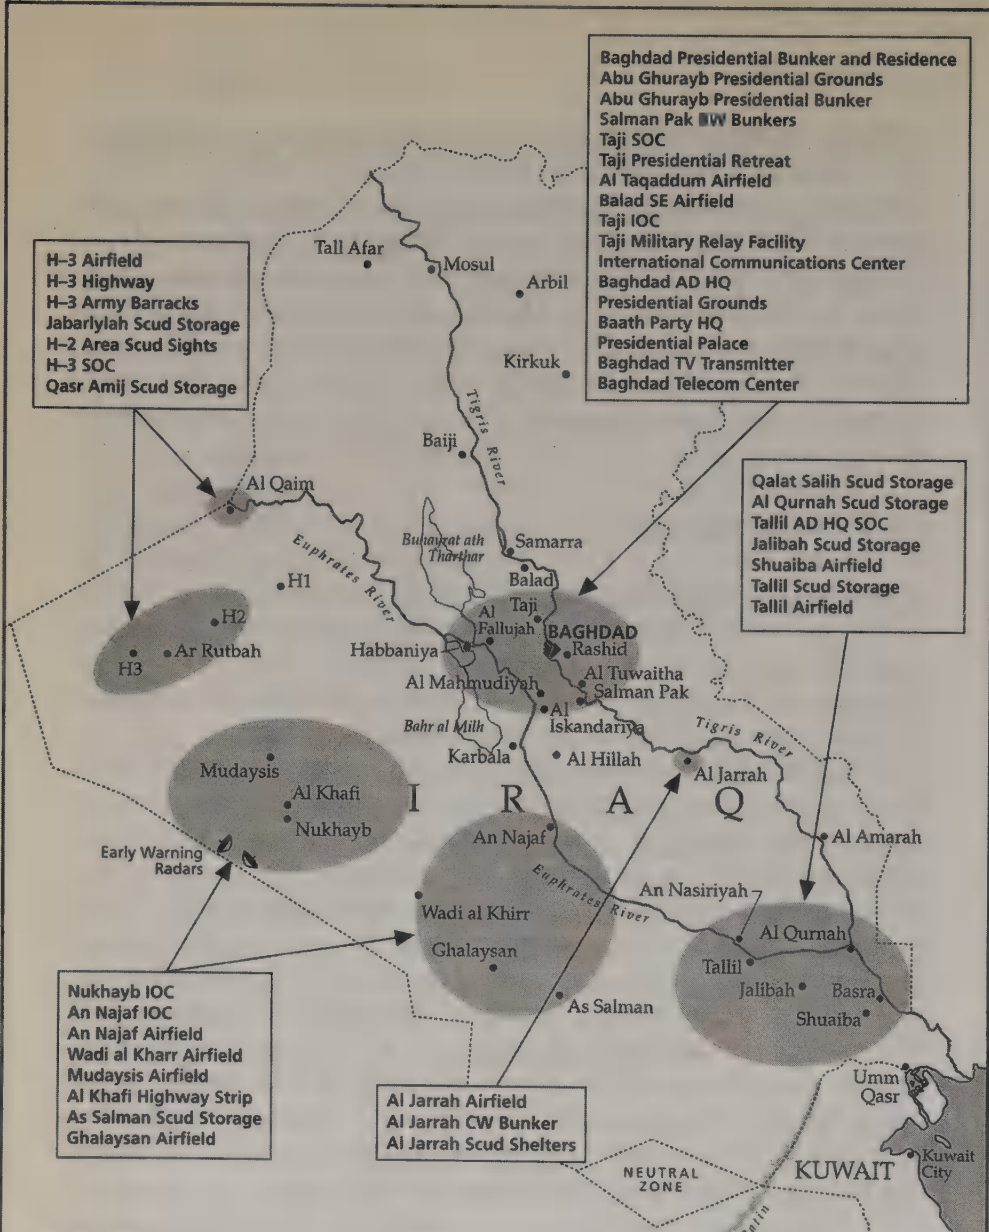 Baghdad Presidential Bunker and Residence
Abu Ghurayb Presidential Grounds
Abu Ghurayb Presidential Bunker
Salman Pak BW Bunkers
Taji SOC
Taji Presidential Retreat
Al Taqaddum Airfield
Balad SE Airfield
Taji IOC
Taji Military Relay Facility
International Communications Center
Baghdad AD HQ
Presidential Grounds
Baath Party HQ
Presidential Palace
Baghdad TV Transmitter
Baghdad Telecom Center
H–3 Airfield
H–3 Highway
H–3 Army Barracks
Jabarlylah Scud Storage
H–2 Area Scud Sights
H–3 SOC
Qasr Amij Scud Storage
Tall Afar
Mosul
Arbil
Kirkuk
Tigris River
Baiji
Qalat Salih Scud Storage
Al Qurnah Scud Storage
Tallil AD HQ SOC
Jalibah Scud Storage
Shuaiba Airfield
Tallil Scud Storage
Tallil Airfield
Al Qaim
Euphrates River
Buhayrat ath
Tharthar
Samarra
Balad
H1
H2
H3
Ar Rutbah
Taji
Al
Fallujah
BAGHDAD
Rashid
Habbaniya
Al Tuwaitha
Al Mahmudiyah
Salman Pak
Al
Iskandariya
Bahr al Milh
Karbala
Al Hillah
Tigris River
Al Jarrah
Mudaysis
Al Khafi
Nukhayb
I R A Q
An Najaf
Al Amarah
Early Warning
Radars
Euphrates River
An Nasiriyah
Wadi al Khirr
Ghalaysan
Al Qurnah
Tallil
Jalibah
Basra
Shuaiba
As Salman
Nukhayb IOC
An Najaf IOC
An Najaf Airfield
Wadi al Kharr Airfield
Mudaysis Airfield
Al Khafi Highway Strip
As Salman Scud Storage
Ghalaysan Airfield
Al Jarrah Airfield
Al Jarrah CW Bunker
Al Jarrah Scud Shelters
Umm
Qasr
NEUTRAL
ZONE
KUWAIT
Kuwait
City